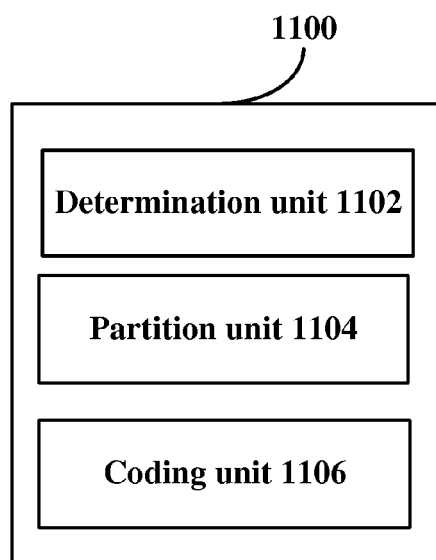 1100
Determination unit 1102
Partition unit 1104
Coding unit 1106